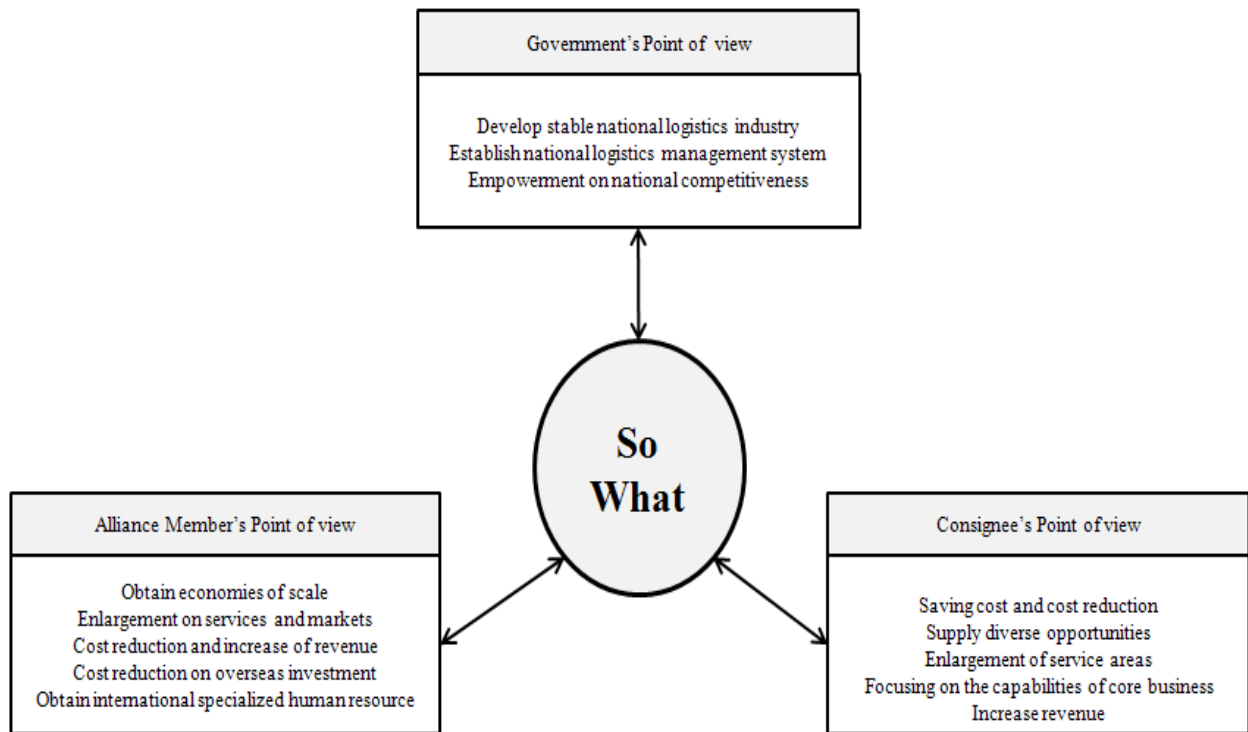 Government's Point of view
Develop stable national logistics industry
Establish national logistics management system
Empowerment on national competitiveness
So
What
Alliance Member's Point of view
Obtain economies of scale
Enlargement on services and markets
Cost reduction and increase of revenue
Cost reduction on overseas investment
Obtain international specialized human resource
Consignee's Point of view
Saving cost and cost reduction
Supply diverse opportunities
Enlargement of service areas
Focusing on the capabilities of core business
Increase revenue